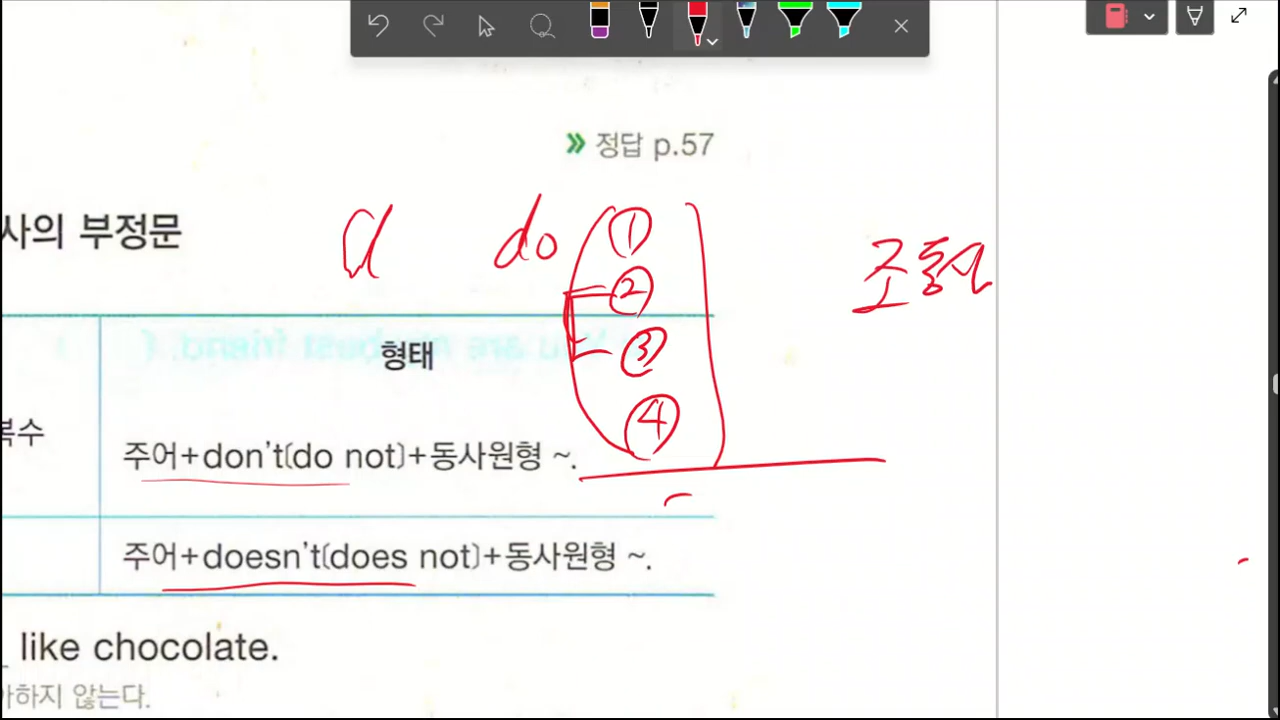 » 정답 p.57
사의 부정문
d do ①
②
③
④
조동사
형태
복수
주어+don't(do not)+동사원형 ~.
주어+doesn't(does not)+동사원형 ~.
like chocolate.
하지 않는다.